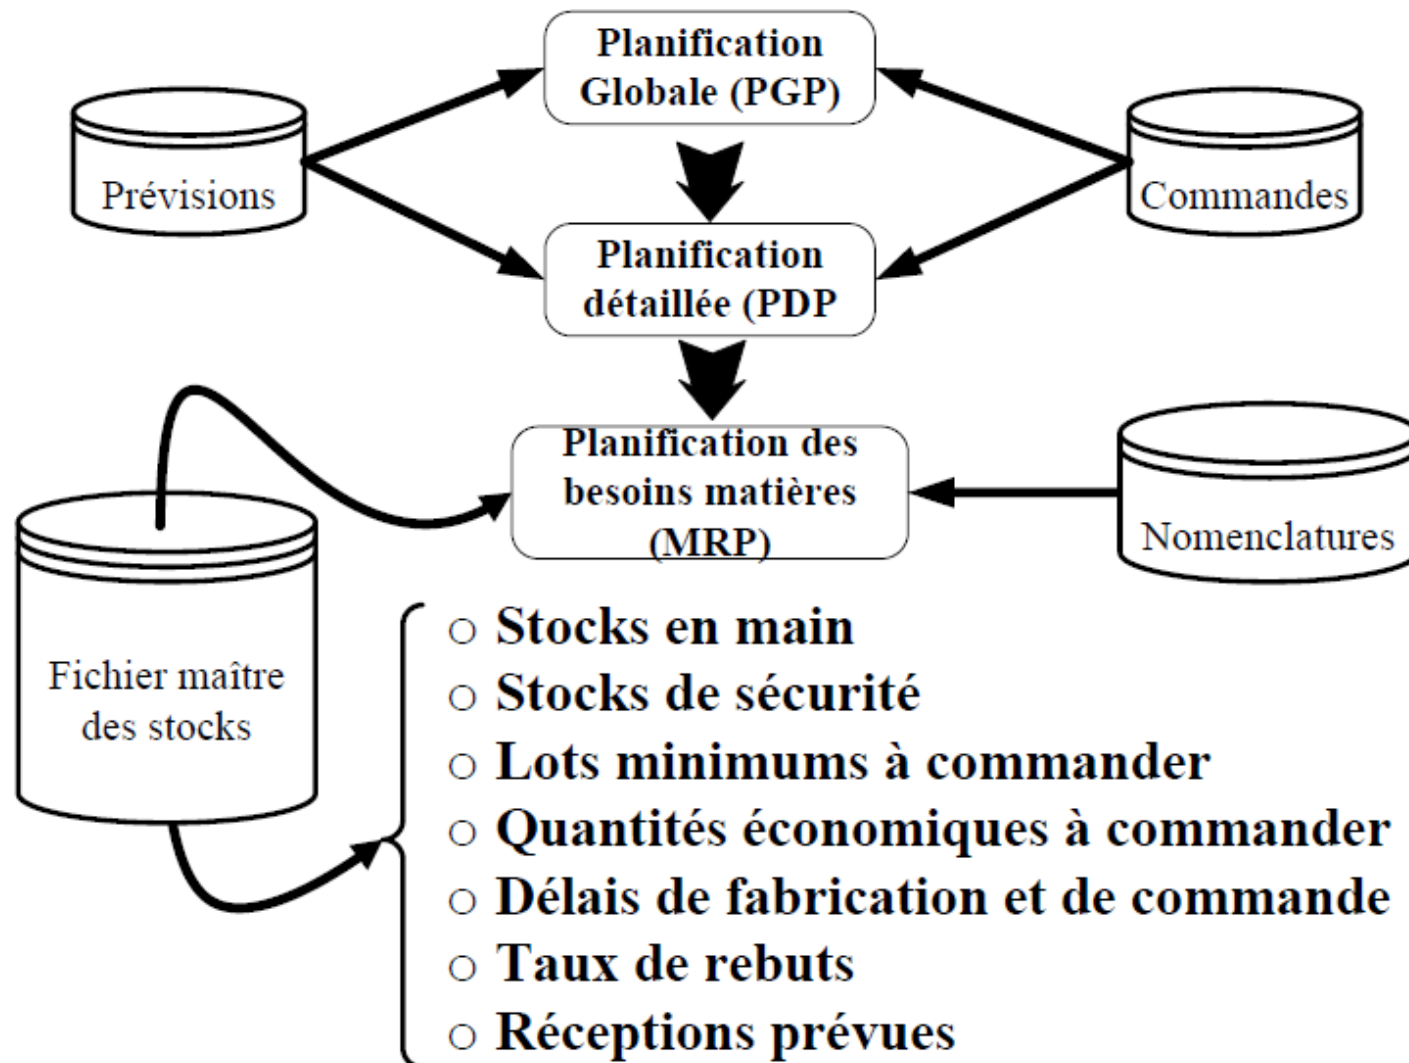 Planification
Globale (PGP)
Prévisions
Commandes
Planification
détaillée (PDP
Planification des
besoins matières
(MRP)
Nomenclatures
Fichier maître
des stocks
o Stocks en main
o Stocks de sécurité
o Lots minimums à commander
o Quantités économiques à commander
o Délais de fabrication et de commande
o Taux de rebuts
o Réceptions prévues